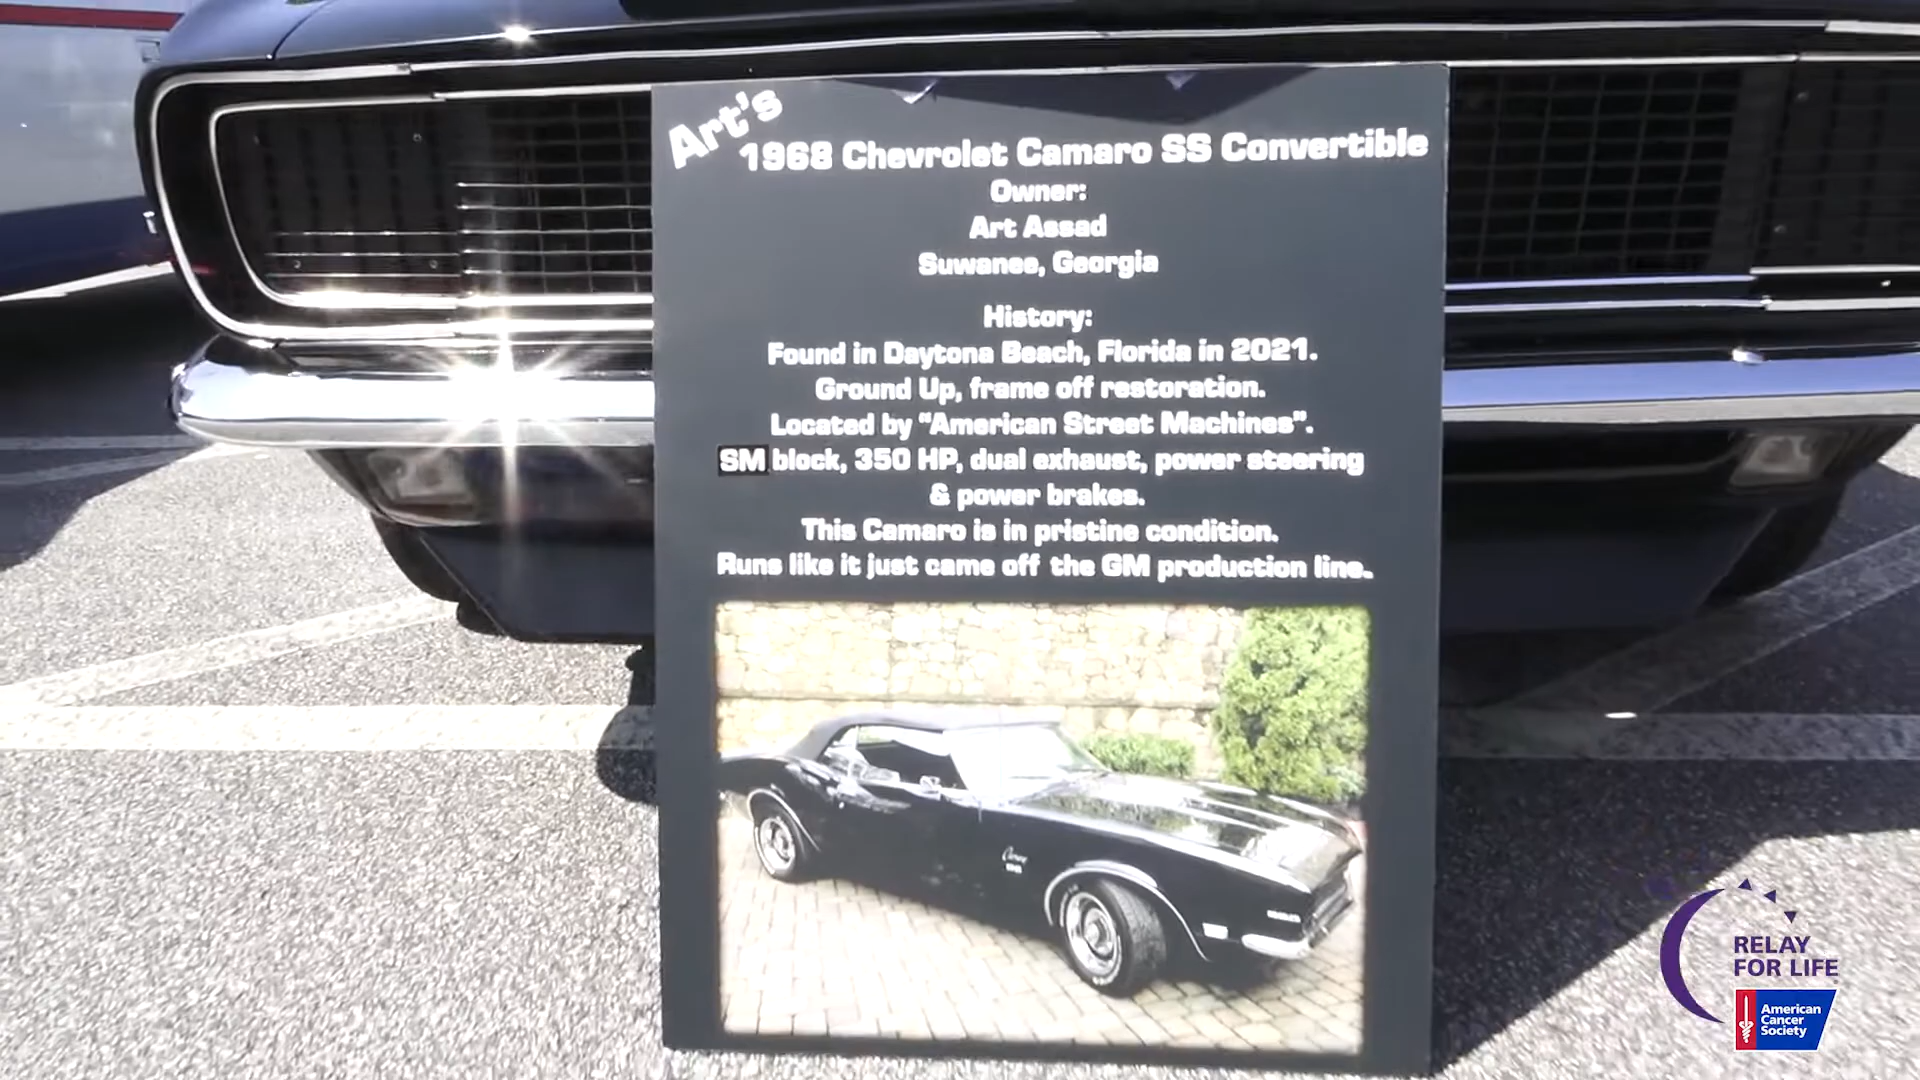 Art's
1968 Chevrolet Camaro SS Convertible
Owner:
Art Assad
Suwanee, Georgia
History:
Found in Daytona Beach, Florida in 2021.
Ground Up, frame off restoration.
Located by "American Street Machines".
SM block, 350 HP, dual exhaust, power steering
& power brakes.
This Camaro is in pristine condition.
Runs like it just came off the GM production line.
Camaro
RELAY
FOR LIFE
American
Cancer
Society